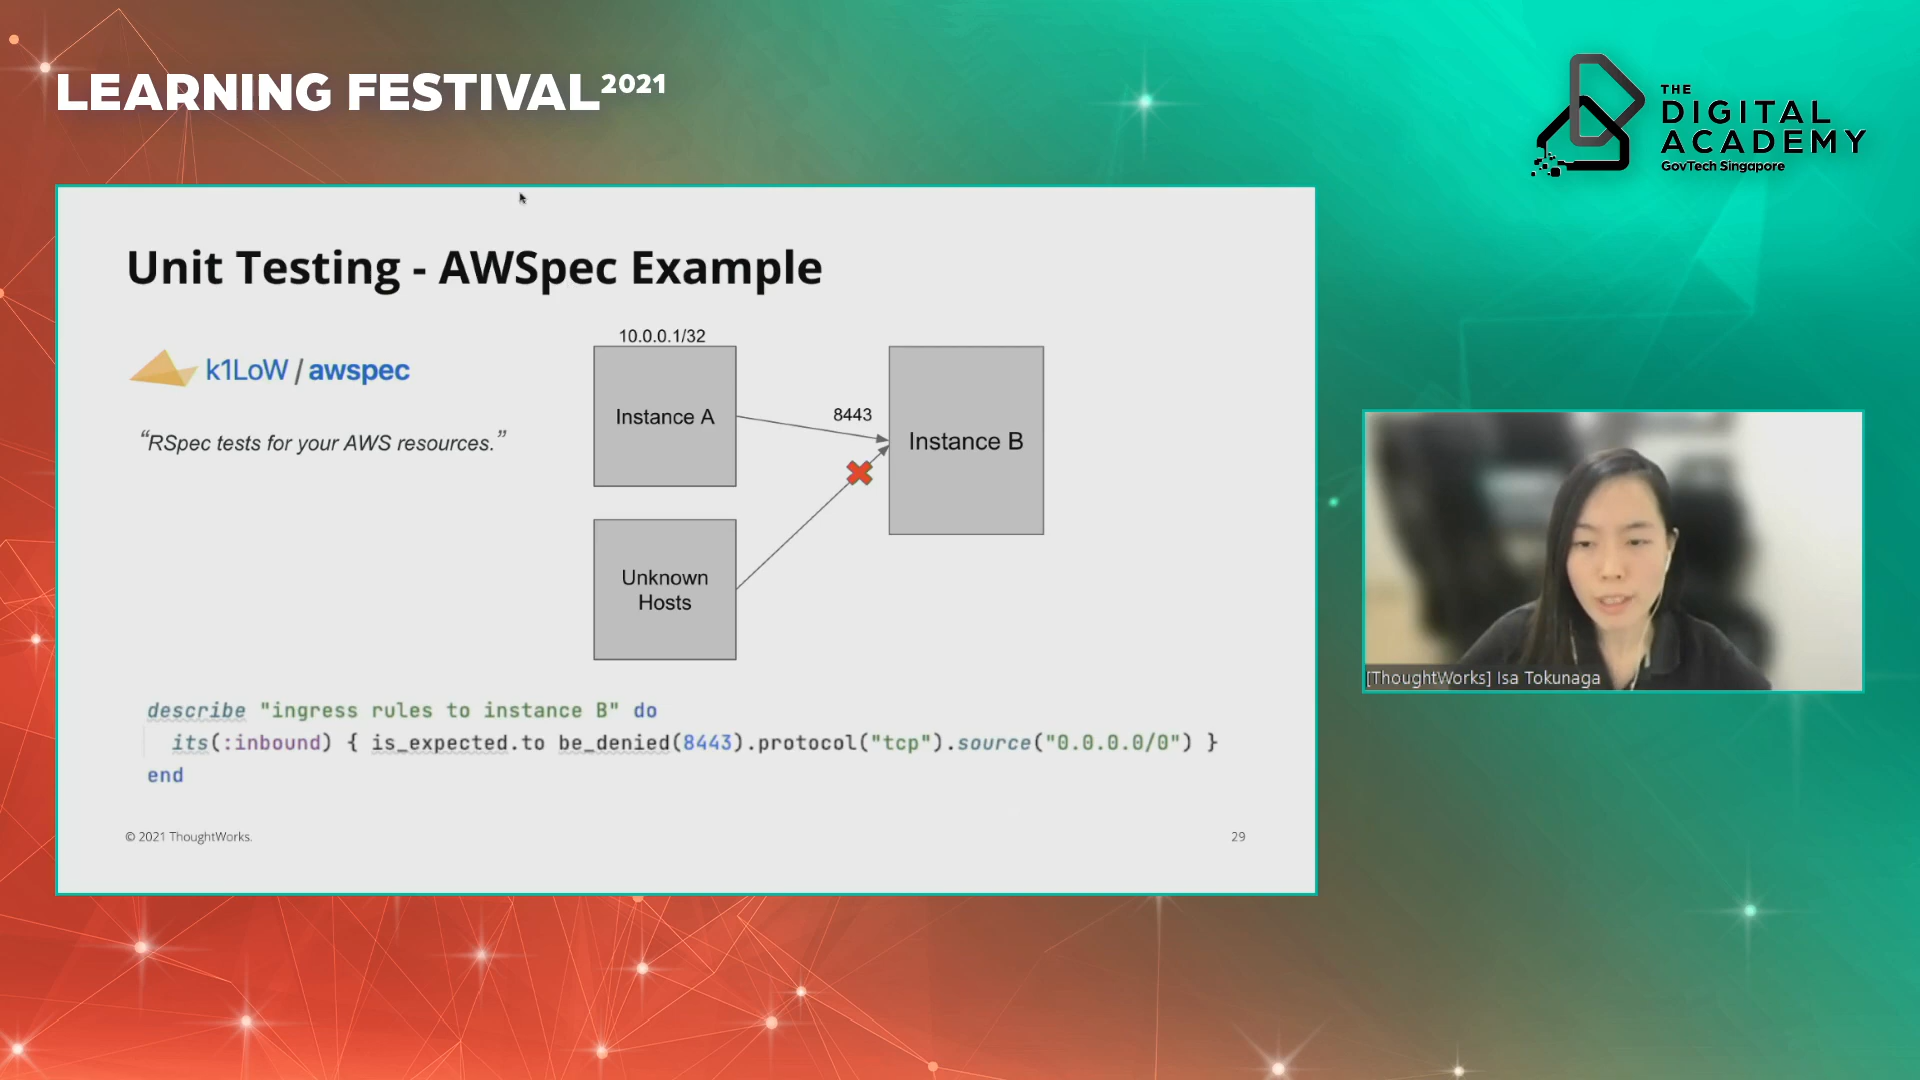 LEARNING FESTIVAL 2021
THE
DIGITAL
ACADEMY
GovTech Singapore
Unit Testing - AWSpec Example
k1LoW / awspec
“RSpec tests for your AWS resources.”
10.0.0.1/32
Instance A
8443
Instance B
Unknown
Hosts
describe "ingress rules to instance B" do
its(:inbound) { is_expected.to be_denied(8443).protocol("tcp").source("0.0.0.0/0") }
end
© 2021 ThoughtWorks.
29
[ThoughtWorks] Isa Tokunaga